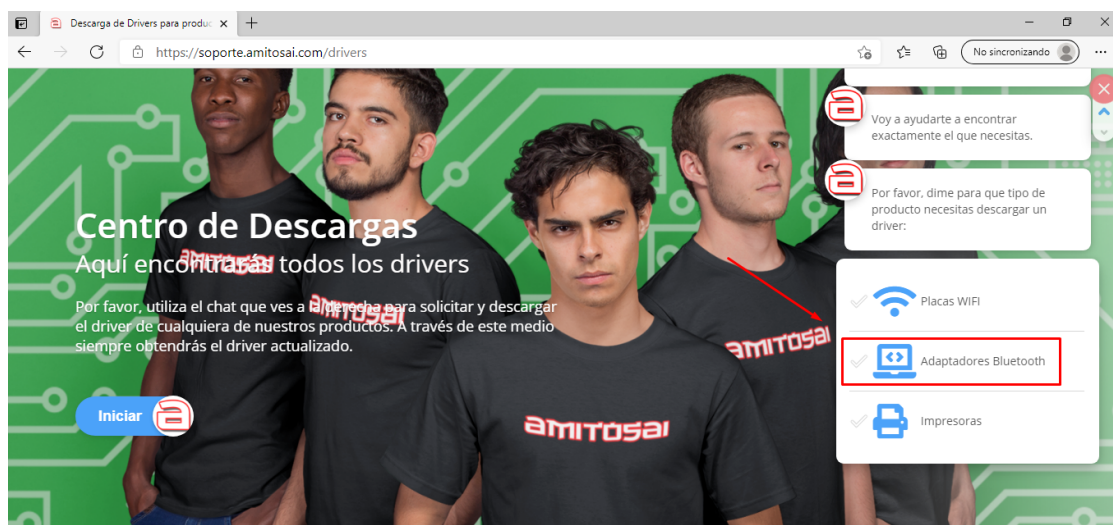 Descarga de Drivers para produc
https://soporte.amitosai.com/drivers
No sincronizando
Centro de Descargas
Aquí encontrarás todos los drivers
Por favor, utiliza el chat que ves a la derecha para solicitar y descargar
el driver de cualquiera de nuestros productos. A través de este medio
siempre obtendrás el driver actualizado.
Iniciar
amitosai
amitosai
amitosai
amitosai
Voy a ayudarte a encontrar
exactamente el que necesitas.
Por favor, dime para que tipo de
producto necesitas descargar un
driver:
Placas WIFI
Adaptadores Bluetooth
Impresoras